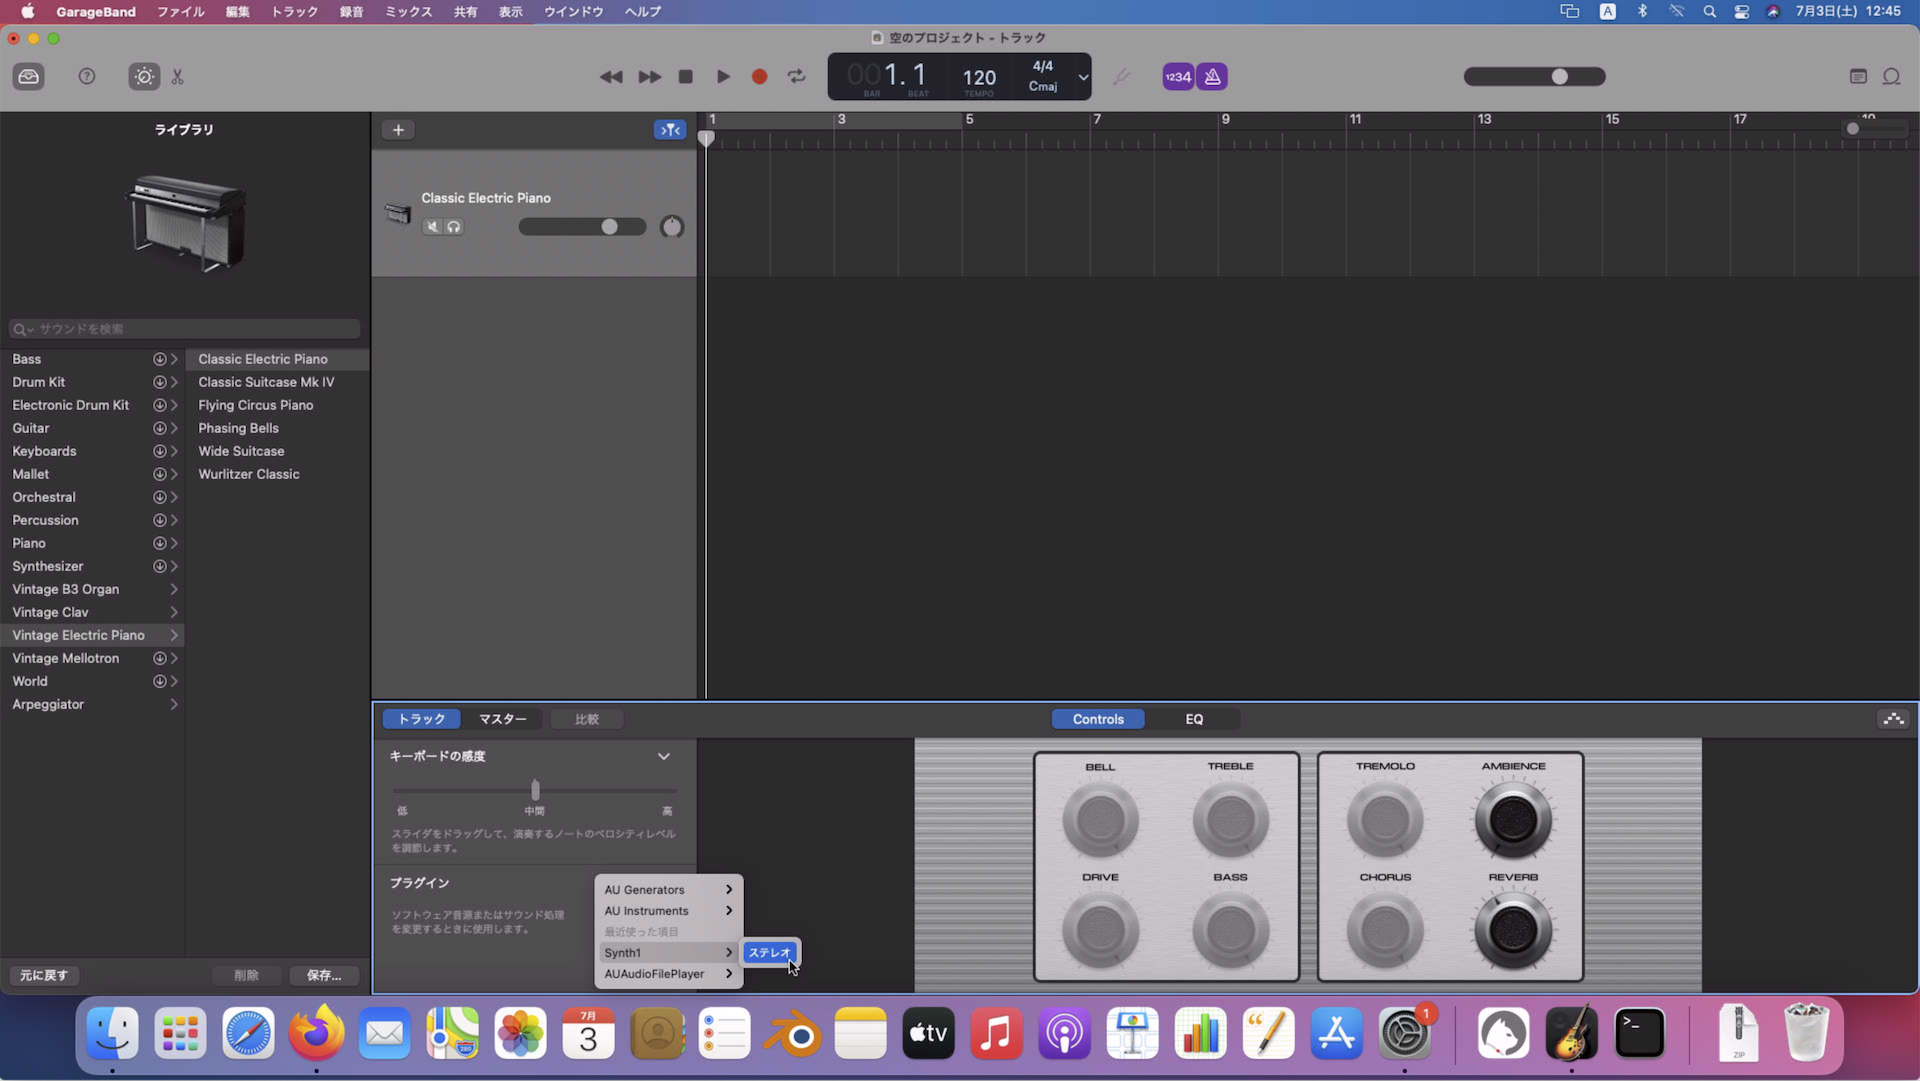 GarageBand ファイル 編集 トラック 録音 ミックス 共有 表示 ウインドウ ヘルプ
A 7月3日(土) 12:45
空のプロジェクト - トラック
001.1
BAR BEAT
120
TEMPO
4/4
Cmaj
1234
ライブラリ
1 3 5 7 9 11 13 15 17
Classic Electric Piano
サウンドを検索
Bass
Drum Kit
Electronic Drum Kit
Guitar
Keyboards
Mallet
Orchestral
Percussion
Piano
Synthesizer
Vintage B3 Organ
Vintage Clav
Vintage Electric Piano
Vintage Mellotron
World
Arpeggiator
Classic Electric Piano
Classic Suitcase Mk IV
Flying Circus Piano
Phasing Bells
Wide Suitcase
Wurlitzer Classic
元に戻す 削除 保存...
トラック マスター 比較
Controls EQ
キーボードの感度
低 中間 高
スライダをドラッグして、演奏するノートのベロシティレベル
を調節します。
プラグイン
ソフトウェア音源またはサウンド処理
を変更するときに使用します。
AU Generators
AU Instruments
最近使った項目
Synth1
AUAudioFilePlayer
ステレオ
BELL TREBLE TREMOLO AMBIENCE
DRIVE BASS CHORUS REVERB
7月
3
280
tv
1
>_
ZIP